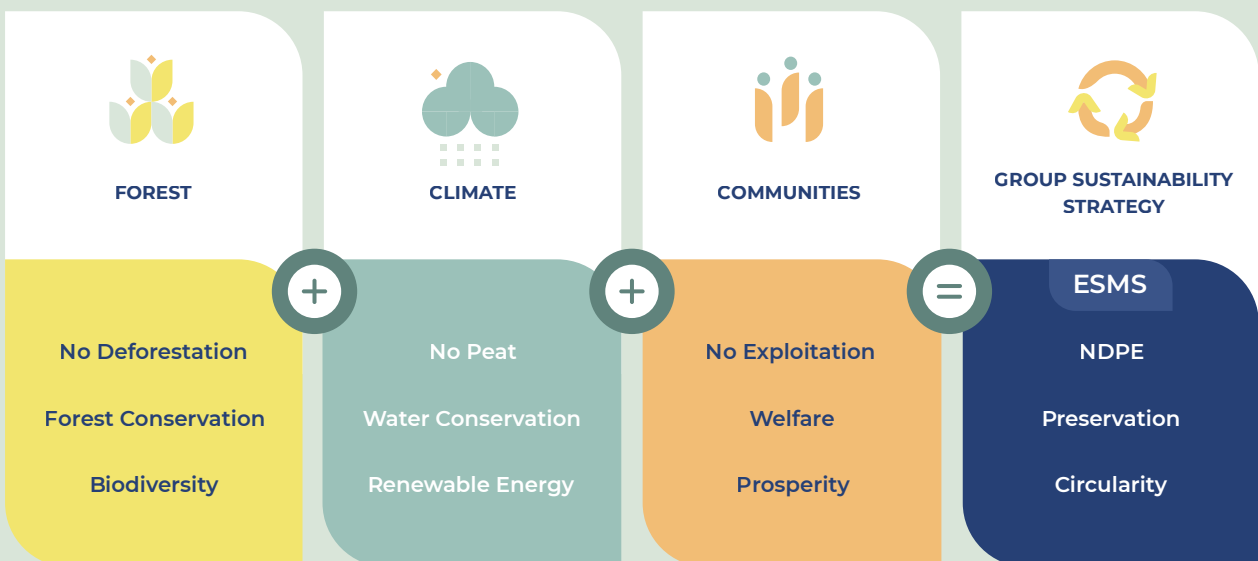 FOREST
No Deforestation
Forest Conservation
Biodiversity
+
CLIMATE
No Peat
Water Conservation
Renewable Energy
+
COMMUNITIES
No Exploitation
Welfare
Prosperity
=
GROUP SUSTAINABILITY
STRATEGY
ESMS
NDPE
Preservation
Circularity